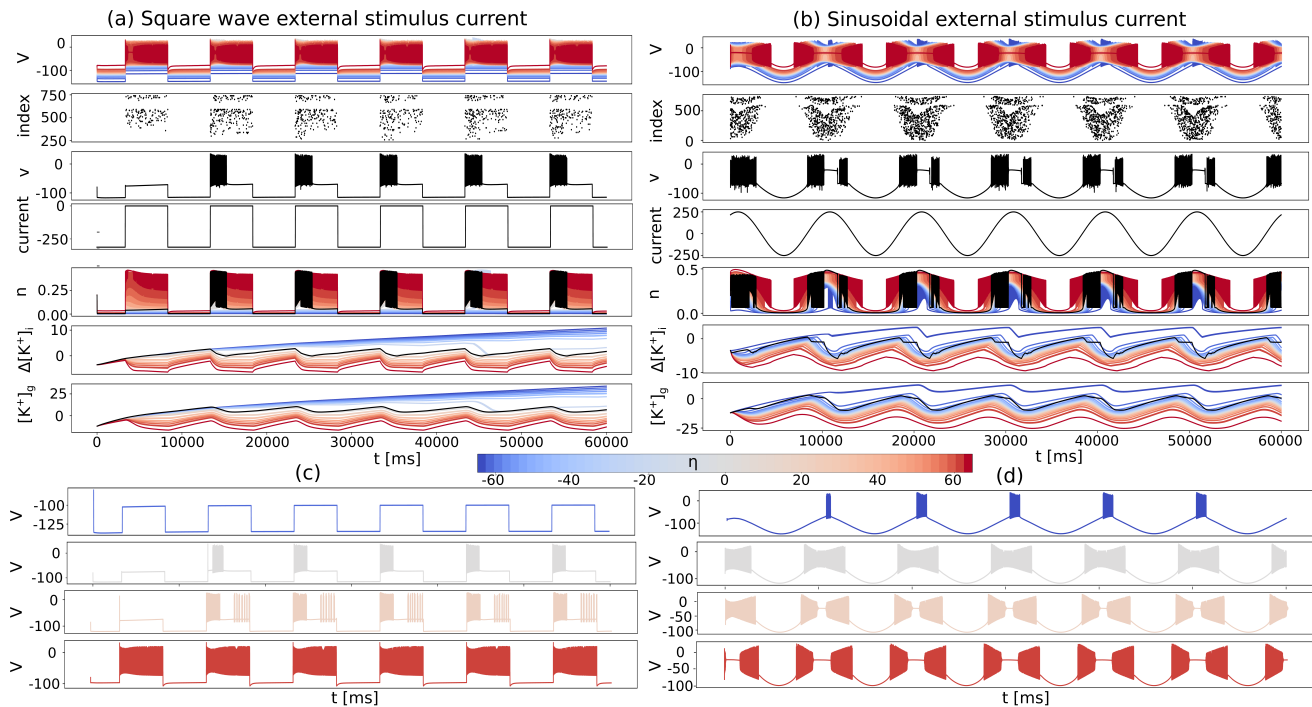 (a) Square wave external stimulus current
V
0
-100
index
750
500
250
v
0
-100
current
0
-250
n
0.25
0.00
Δ[K⁺]ᵢ
10
0
[K⁺]g
25
0
0 10000 20000 30000 40000 50000 60000
t [ms]
(b) Sinusoidal external stimulus current
V
0
-100
index
500
0
v
0
-100
current
250
0
-250
n
0.5
0.0
Δ[K⁺]ᵢ
0
-10
[K⁺]g
0
-25
0 10000 20000 30000 40000 50000 60000
t [ms]
η
-60 -40 -20 0 20 40 60
(c)
V
-100
-125
V
0
-100
V
0
-100
V
0
-100
t [ms]
(d)
V
0
-100
V
0
-100
V
0
-50
-100
V
0
-50
-100
t [ms]